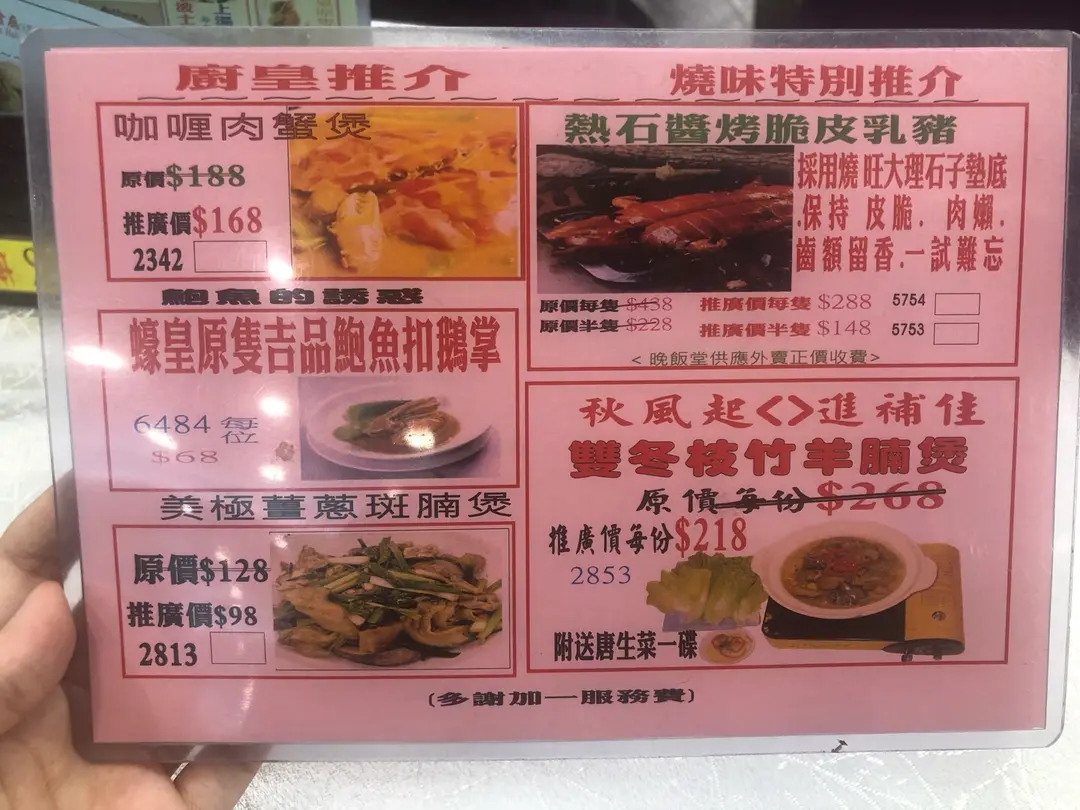 廚皇推介
咖喱肉蟹煲
原價$188
推廣價$168
2342
鮑魚的誘惑
蠔皇原隻吉品鮑魚扣鵝掌
6484 每位
$68
美極薑蔥斑腩煲
原價$128
推廣價$98
2813
燒味特別推介
熱石醬烤脆皮乳豬
採用燒 旺大理石子墊底
.保持 皮脆. 肉嫩.
齒額留香.一試難忘
原價每隻 $438 推廣價每隻 $288 5754
原價半隻 $228 推廣價半隻 $148 5753
<晚飯堂供應外賣正價收費>
秋風起<>進補佳
雙冬枝竹羊腩煲
原價每份$268
推廣價每份$218
2853
附送唐生菜一碟
(多謝加一服務費)